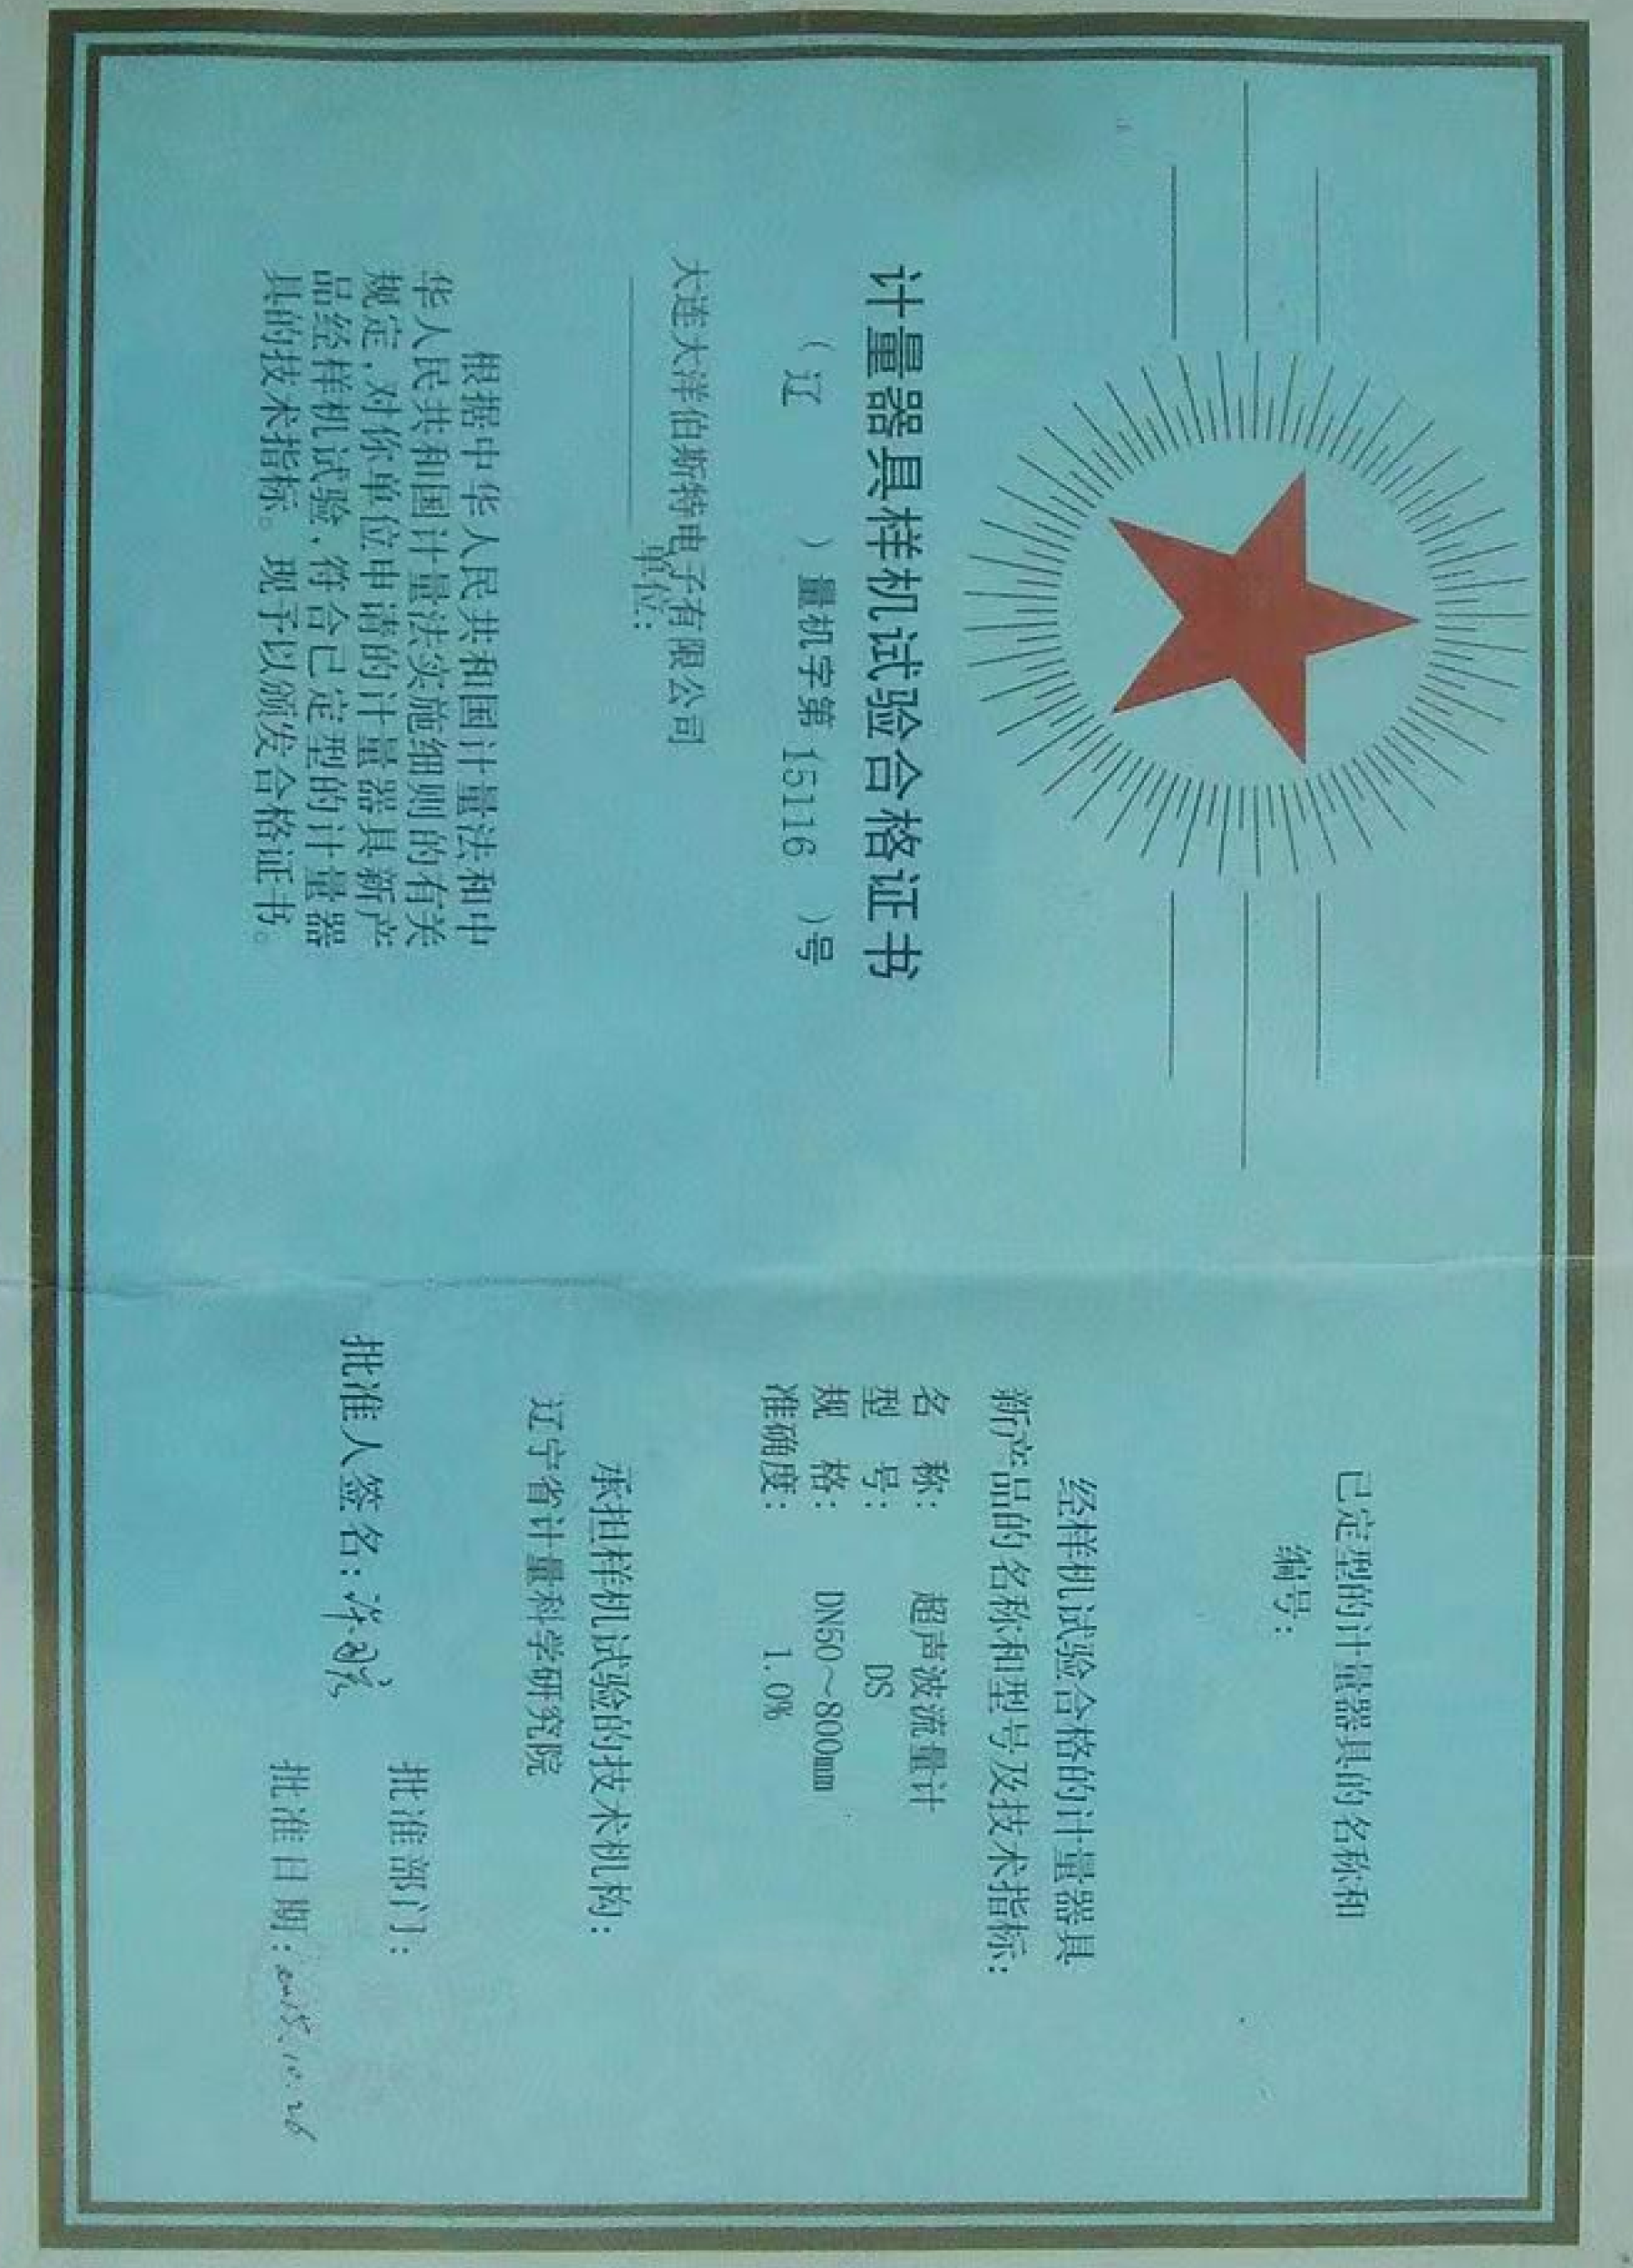 计量器具样机试验合格证书
（辽）量机字第15116）号
大连大洋伯斯特电子有限公司
单位：
根据中华人民共和国计量法和中
华人民共和国计量法实施细则的有关
规定，对你单位申请的计量器具新产
品经样机试验，符合已定型的计量器
具的技术指标。现予以颁发合格证书。
已定型的计量器具的名称和
编号：
经样机试验合格的计量器具
新产品的名称和型号及技术指标：
名称：超声波流量计
型号：DS
规格：DN50~800mm
准确度：1.0%
承担样机试验的技术机构：
辽宁省计量科学研究院
批准部门：
批准人签名：
批准日期：2015.10.26